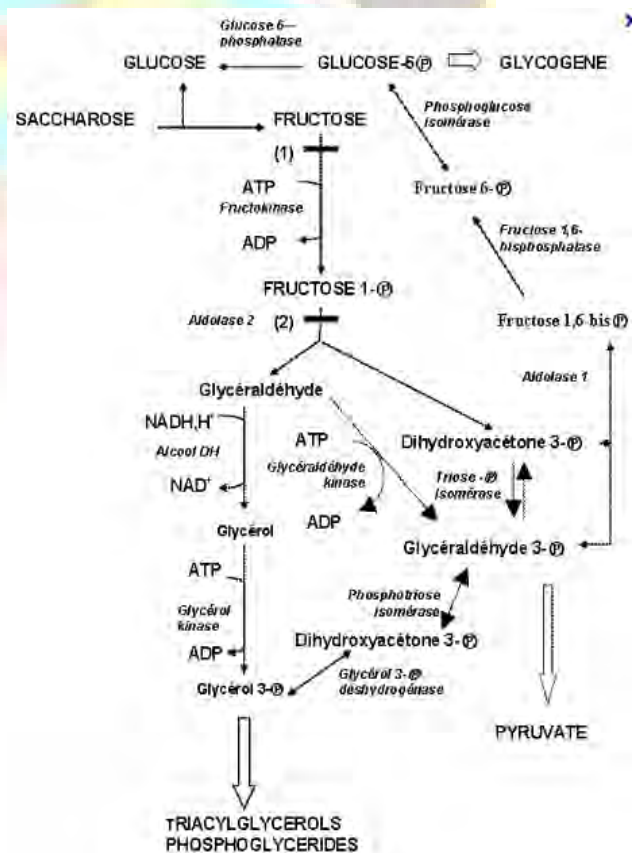 Glucose 6–
phosphatase
GLUCOSE
GLUCOSE-6Ⓟ
GLYCOGENE
SACCHAROSE
FRUCTOSE
Phosphoglucose
isomérase
(1)
ATP
Fructokinase
ADP
Fructose 6-Ⓟ
Fructose 1,6-
bisphosphatase
FRUCTOSE 1-Ⓟ
Aldolase 2
(2)
Fructose 1,6-bis Ⓟ
Aldolase 1
Glycéraldéhyde
NADH,H⁺
Alcool DH
NAD⁺
ATP
Glycéraldéhyde
kinase
ADP
Dihydroxyacétone 3-Ⓟ
Triose -Ⓟ
isomérase
Glycérol
Glycéraldéhyde 3-Ⓟ
ATP
Glycérol
kinase
ADP
Phosphotriose
isomérase
Dihydroxyacétone 3-Ⓟ
Glycérol 3-Ⓟ
Glycérol 3-Ⓟ
déshydrogénase
PYRUVATE
TRIACYLGLYCEROLS
PHOSPHOGLYCERIDES